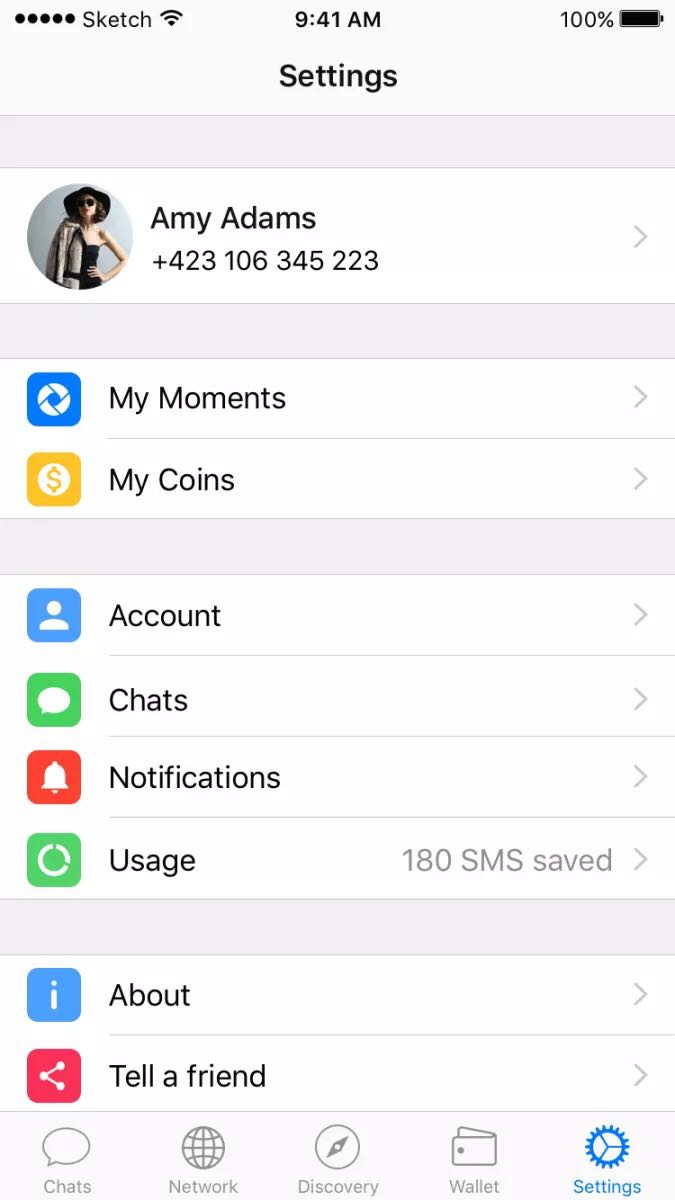 ●●●●● Sketch 9:41 AM 100%
Settings
Amy Adams
+423 106 345 223
My Moments
My Coins
Account
Chats
Notifications
Usage 180 SMS saved
About
Tell a friend
Chats Network Discovery Wallet Settings